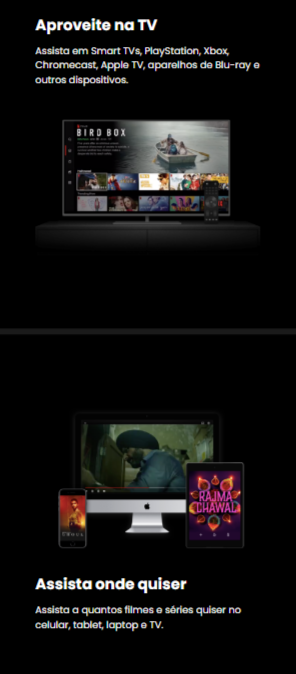 Aproveite na TV
Assista em Smart TVs, PlayStation, Xbox,
Chromecast, Apple TV, aparelhos de Blu-ray e
outros dispositivos.
BIRD BOX
RAJMA
CHAWAL
Assista onde quiser
Assista a quantos filmes e séries quiser no
celular, tablet, laptop e TV.